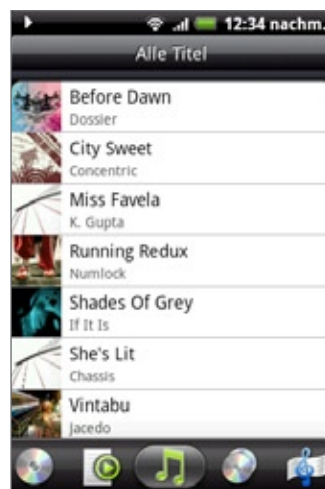 12:34 nachm.
Alle Titel
Before Dawn
Dossier
City Sweet
Concentric
Miss Favela
K. Gupta
Running Redux
Numlock
Shades Of Grey
If It Is
She's Lit
Chassis
Vintabu
Jacedo